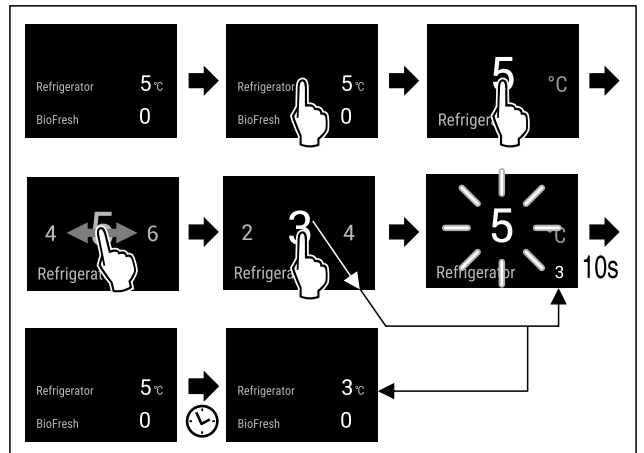 Refrigerator 5 °C
BioFresh 0
Refrigerator 5 °C
BioFresh 0
5 °C
Refriger
4 5 6
Refrigerat
2 3 4
Refrigera
5 °C
Refrigerator 3
10s
Refrigerator 5 °C
BioFresh 0
Refrigerator 3 °C
BioFresh 0